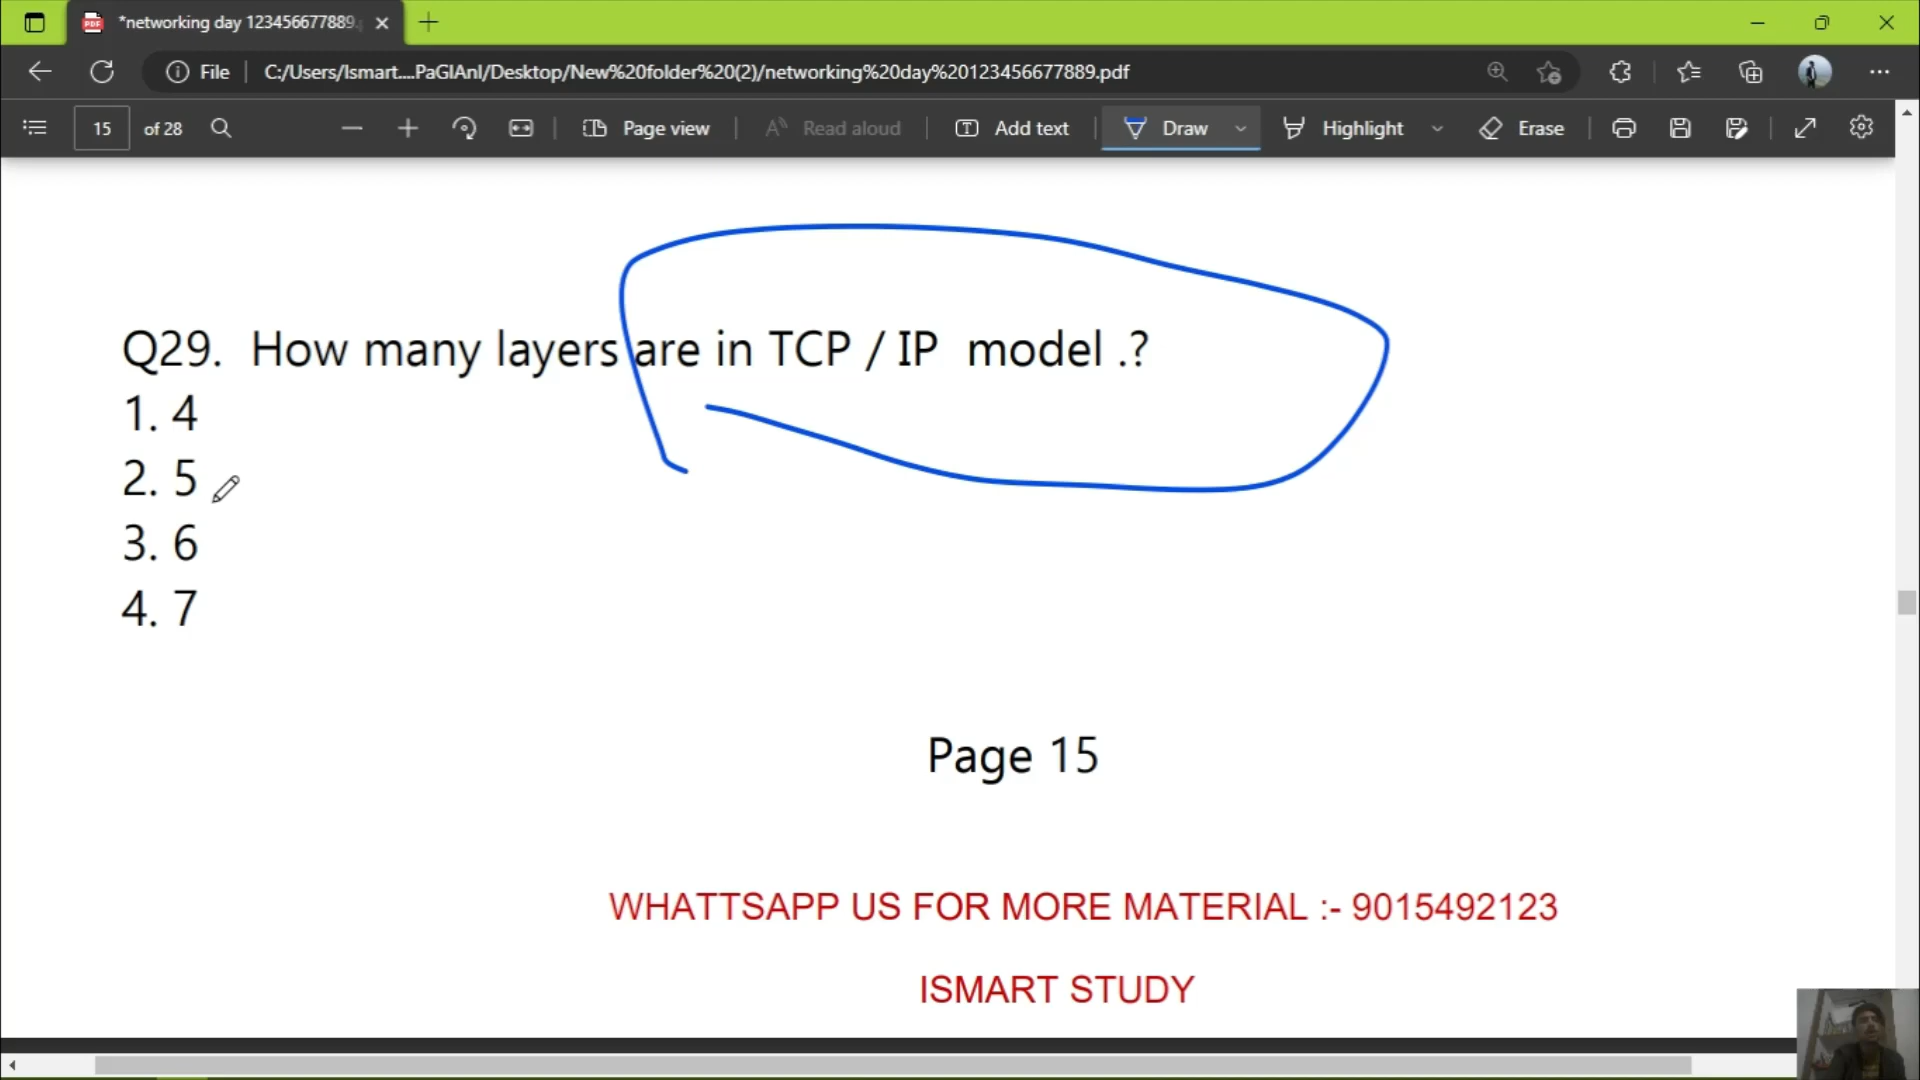 *networking day 123456677889.
File
C:/Users/Ismart....PaGlAnI/Desktop/New%20folder%20(2)/networking%20day%20123456677889.pdf
15 of 28
Page view
Read aloud
Add text
Draw
Highlight
Erase
Q29. How many layers are in TCP / IP model .?
1. 4
2. 5
3. 6
4. 7
Page 15
WHATTSAPP US FOR MORE MATERIAL :- 9015492123
ISMART STUDY